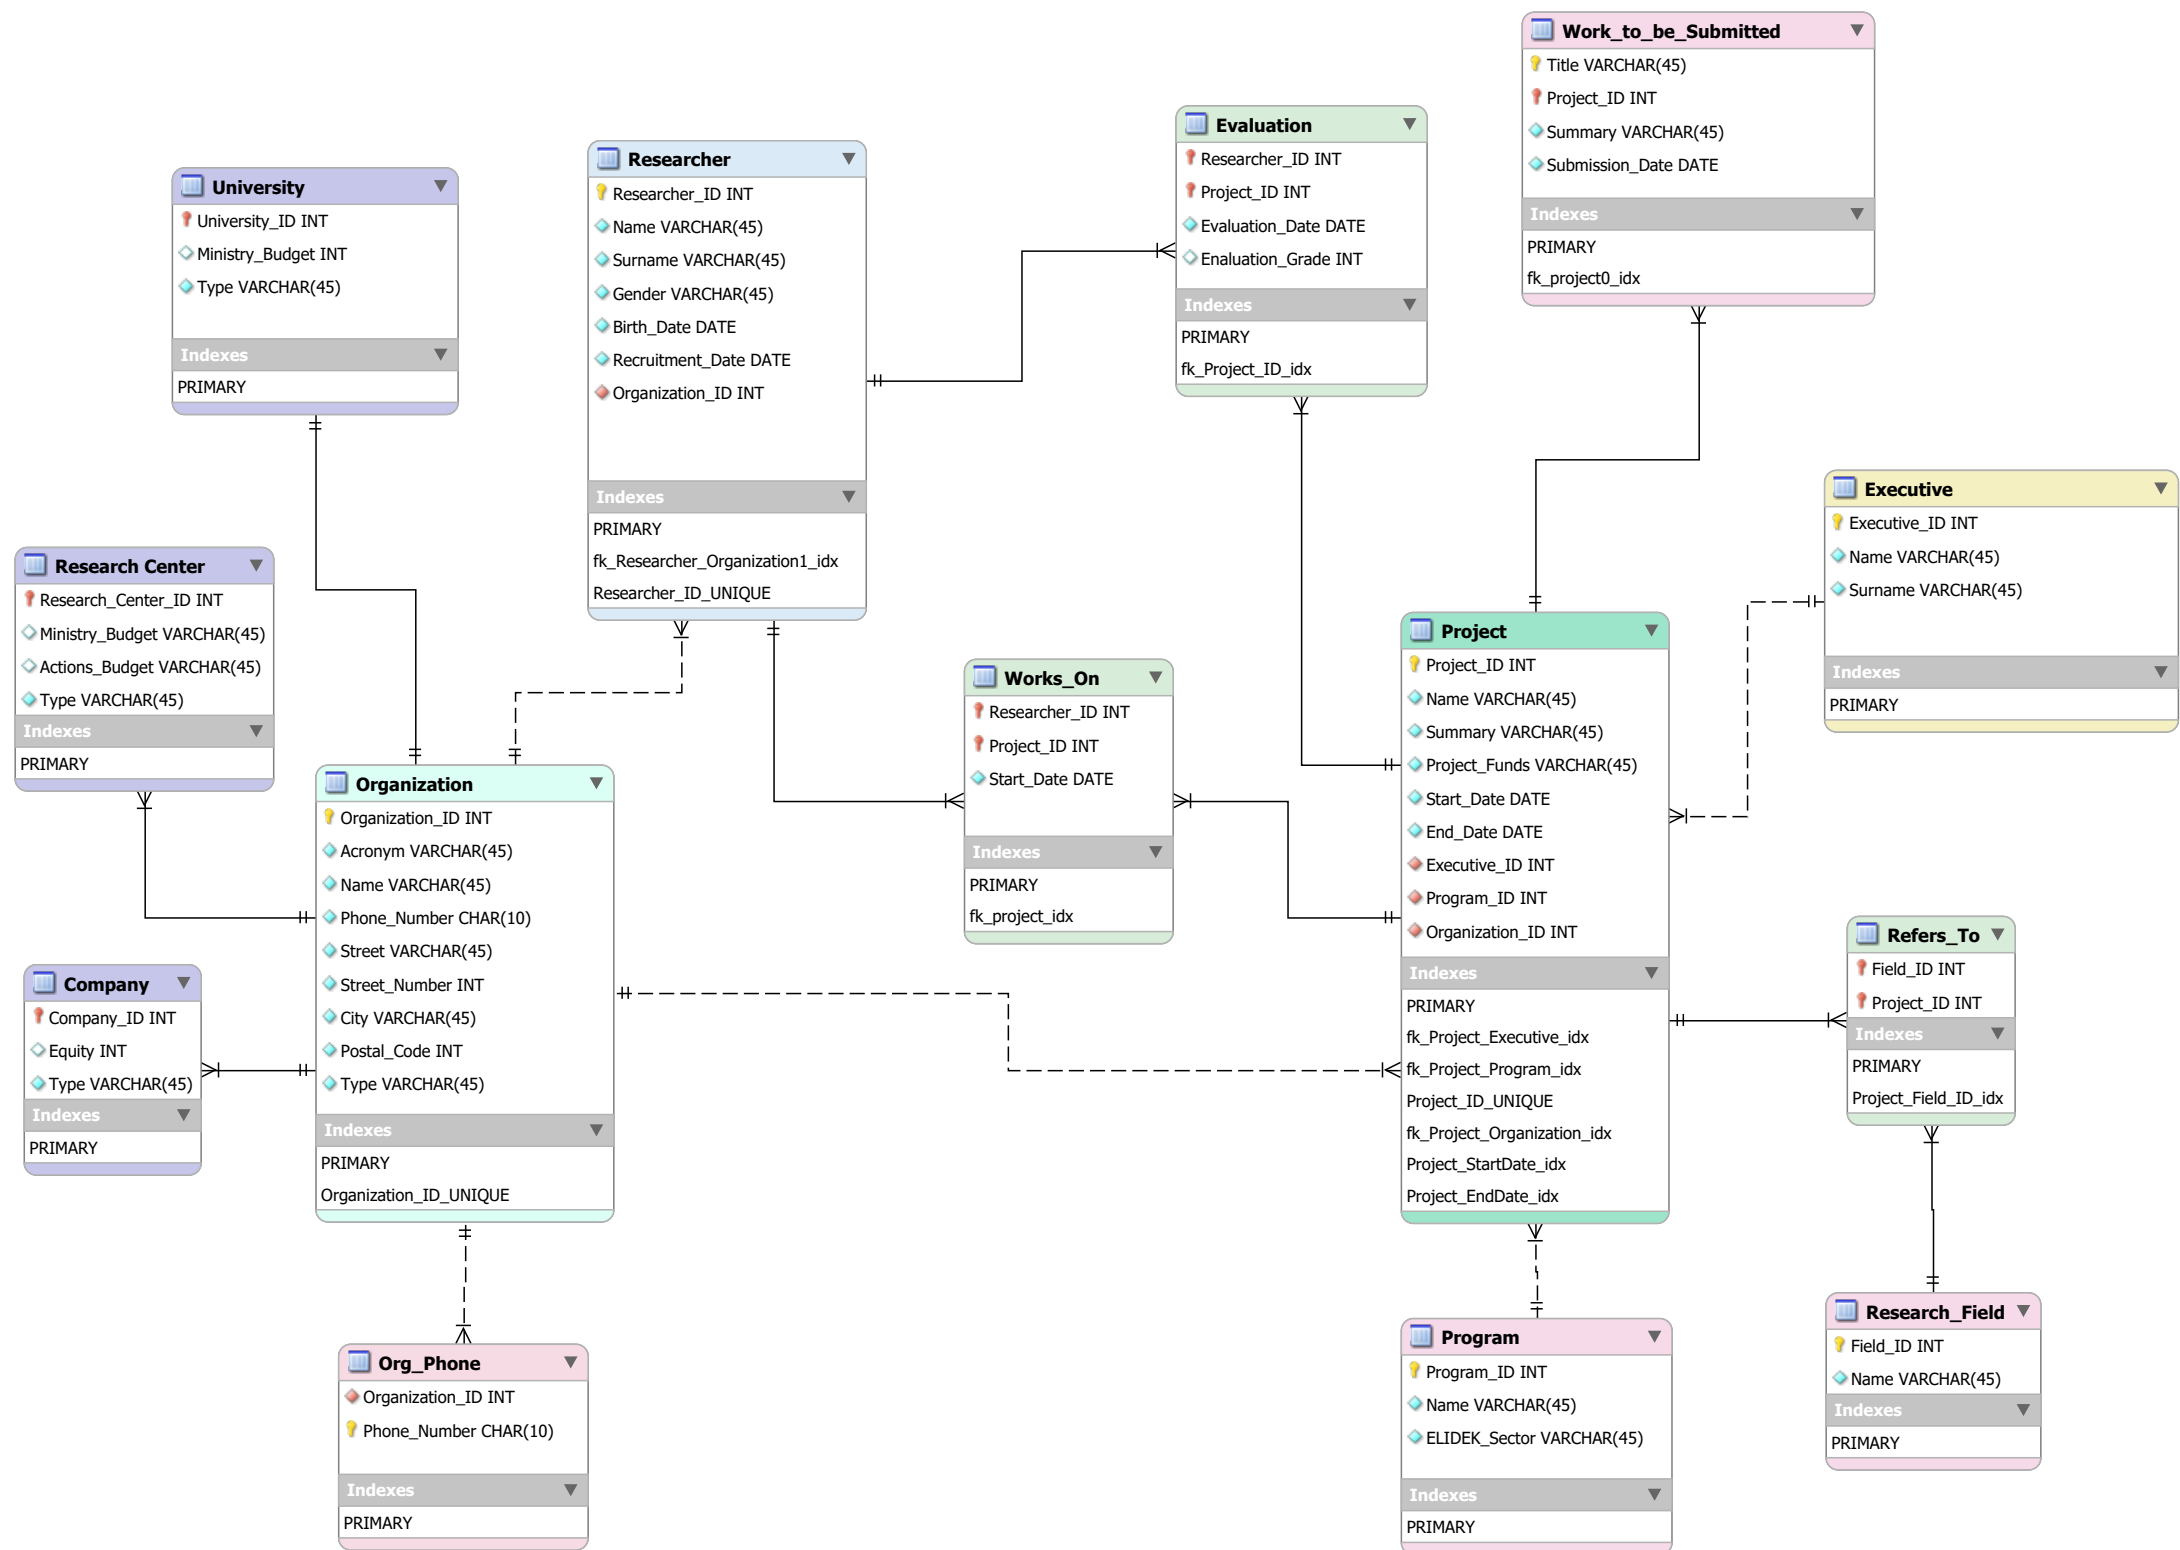 Work_to_be_Submitted
Title VARCHAR(45)
Project_ID INT
Summary VARCHAR(45)
Submission_Date DATE
Indexes
PRIMARY
fk_project0_idx
Evaluation
Researcher_ID INT
Project_ID INT
Evaluation_Date DATE
Enaluation_Grade INT
Indexes
PRIMARY
fk_Project_ID_idx
Researcher
Researcher_ID INT
Name VARCHAR(45)
Surname VARCHAR(45)
Gender VARCHAR(45)
Birth_Date DATE
Recruitment_Date DATE
Organization_ID INT
Indexes
PRIMARY
fk_Researcher_Organization1_idx
Researcher_ID_UNIQUE
University
University_ID INT
Ministry_Budget INT
Type VARCHAR(45)
Indexes
PRIMARY
Executive
Executive_ID INT
Name VARCHAR(45)
Surname VARCHAR(45)
Indexes
PRIMARY
Research Center
Research_Center_ID INT
Ministry_Budget VARCHAR(45)
Actions_Budget VARCHAR(45)
Type VARCHAR(45)
Indexes
PRIMARY
Project
Project_ID INT
Name VARCHAR(45)
Summary VARCHAR(45)
Project_Funds VARCHAR(45)
Start_Date DATE
End_Date DATE
Executive_ID INT
Program_ID INT
Organization_ID INT
Indexes
PRIMARY
fk_Project_Executive_idx
fk_Project_Program_idx
Project_ID_UNIQUE
fk_Project_Organization_idx
Project_StartDate_idx
Project_EndDate_idx
Works_On
Researcher_ID INT
Project_ID INT
Start_Date DATE
Indexes
PRIMARY
fk_project_idx
Organization
Organization_ID INT
Acronym VARCHAR(45)
Name VARCHAR(45)
Phone_Number CHAR(10)
Street VARCHAR(45)
Street_Number INT
City VARCHAR(45)
Postal_Code INT
Type VARCHAR(45)
Indexes
PRIMARY
Organization_ID_UNIQUE
Company
Company_ID INT
Equity INT
Type VARCHAR(45)
Indexes
PRIMARY
Refers_To
Field_ID INT
Project_ID INT
Indexes
PRIMARY
Project_Field_ID_idx
Research_Field
Field_ID INT
Name VARCHAR(45)
Indexes
PRIMARY
Program
Program_ID INT
Name VARCHAR(45)
ELIDEK_Sector VARCHAR(45)
Indexes
PRIMARY
Org_Phone
Organization_ID INT
Phone_Number CHAR(10)
Indexes
PRIMARY